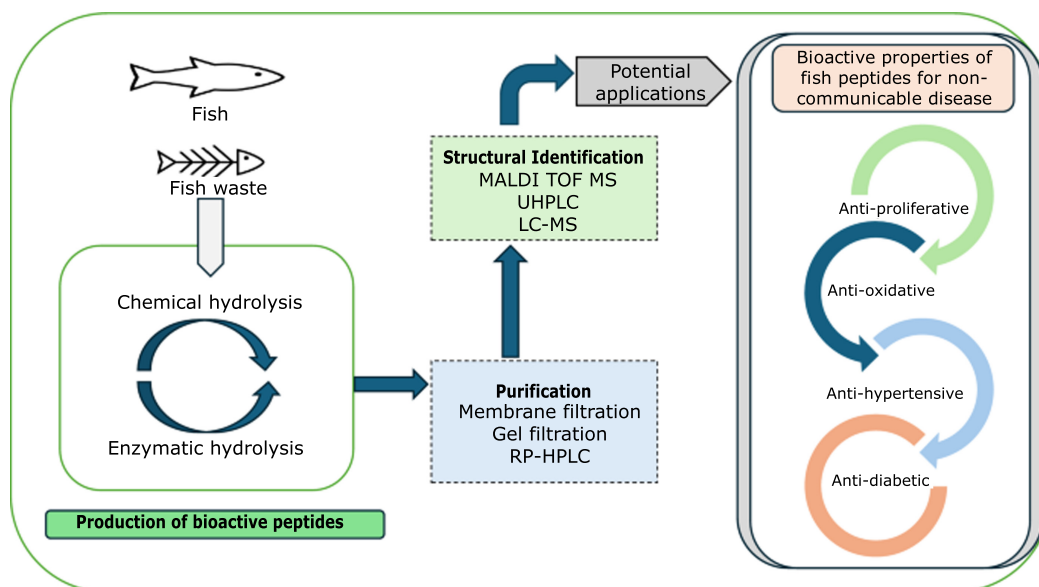 Fish
Fish waste
Chemical hydrolysis
Enzymatic hydrolysis
Production of bioactive peptides
Purification
Membrane filtration
Gel filtration
RP-HPLC
Structural Identification
MALDI TOF MS
UHPLC
LC-MS
Potential
applications
Bioactive properties of
fish peptides for non-
communicable disease
Anti-proliferative
Anti-oxidative
Anti-hypertensive
Anti-diabetic